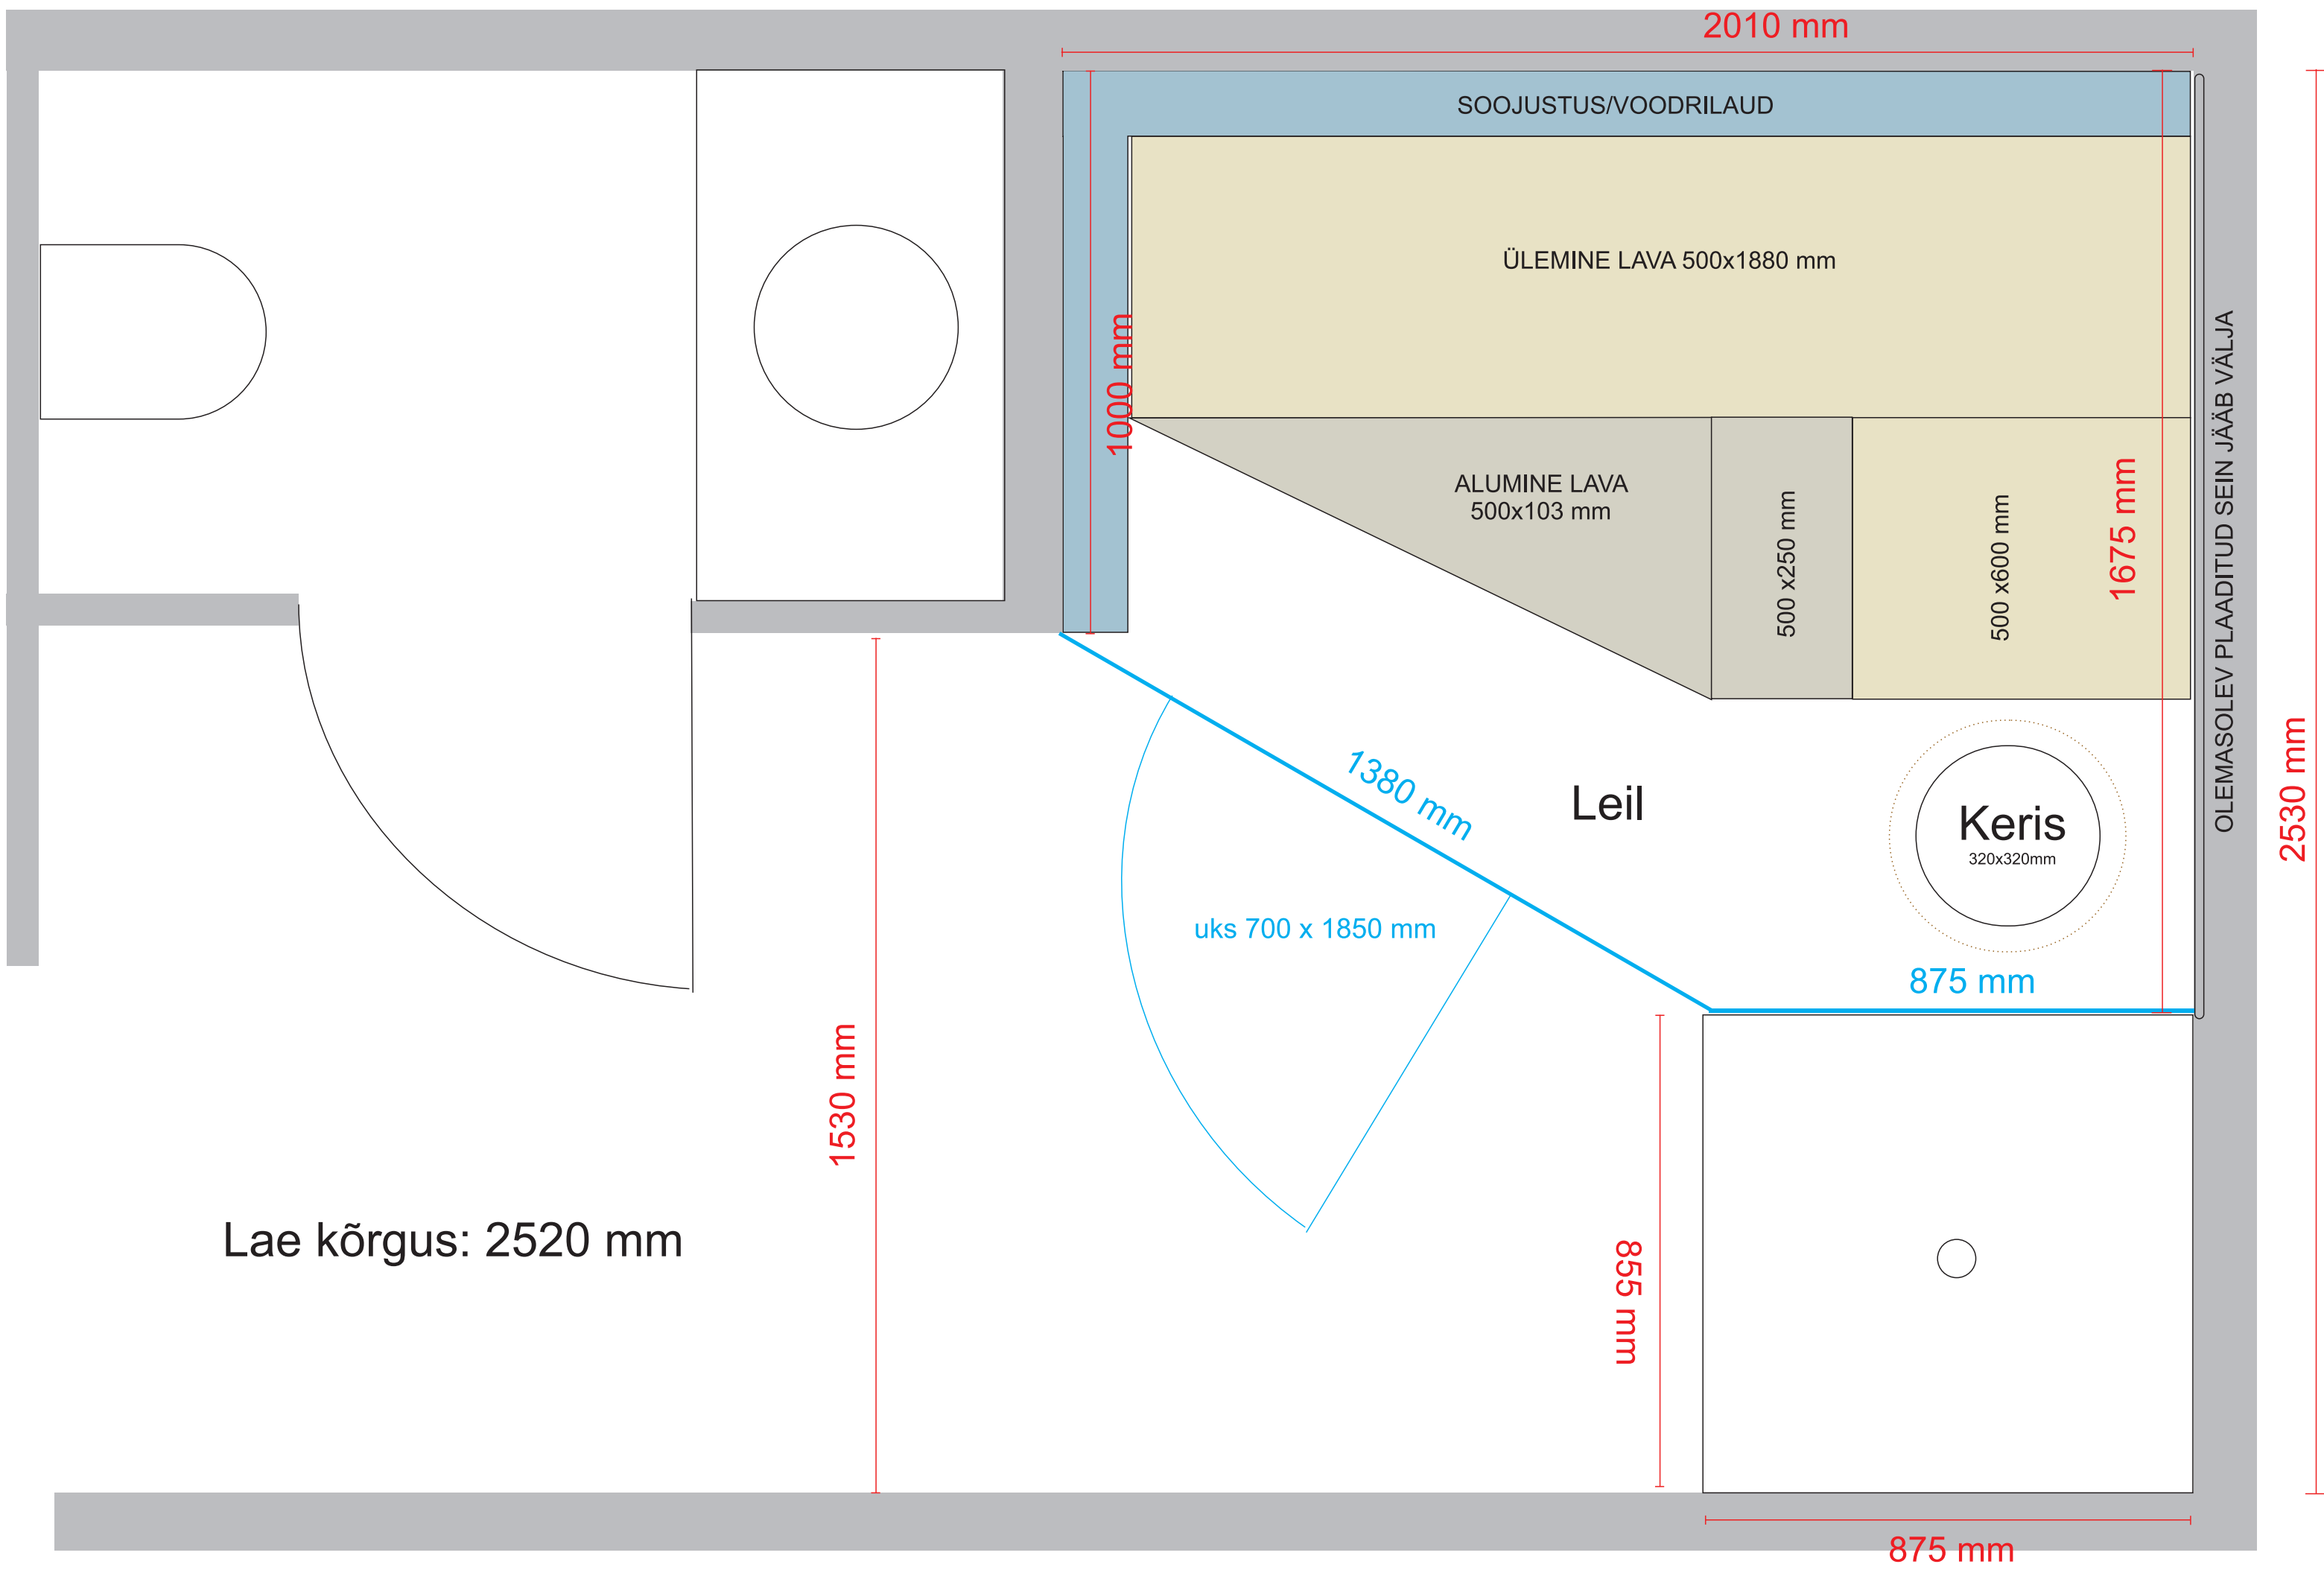 2010 mm
SOOJUSTUS/VOODRILAUD
ÜLEMINE LAVA 500x1880 mm
1000 mm
ALUMINE LAVA
500x103 mm
500 x250 mm
500 x600 mm
1675 mm
OLEMASOLEV PLAADITUD SEIN JÄÄB VÄLJA
2530 mm
1380 mm
Leil
Keris
320x320mm
uks 700 x 1850 mm
875 mm
1530 mm
Lae kõrgus: 2520 mm
855 mm
875 mm